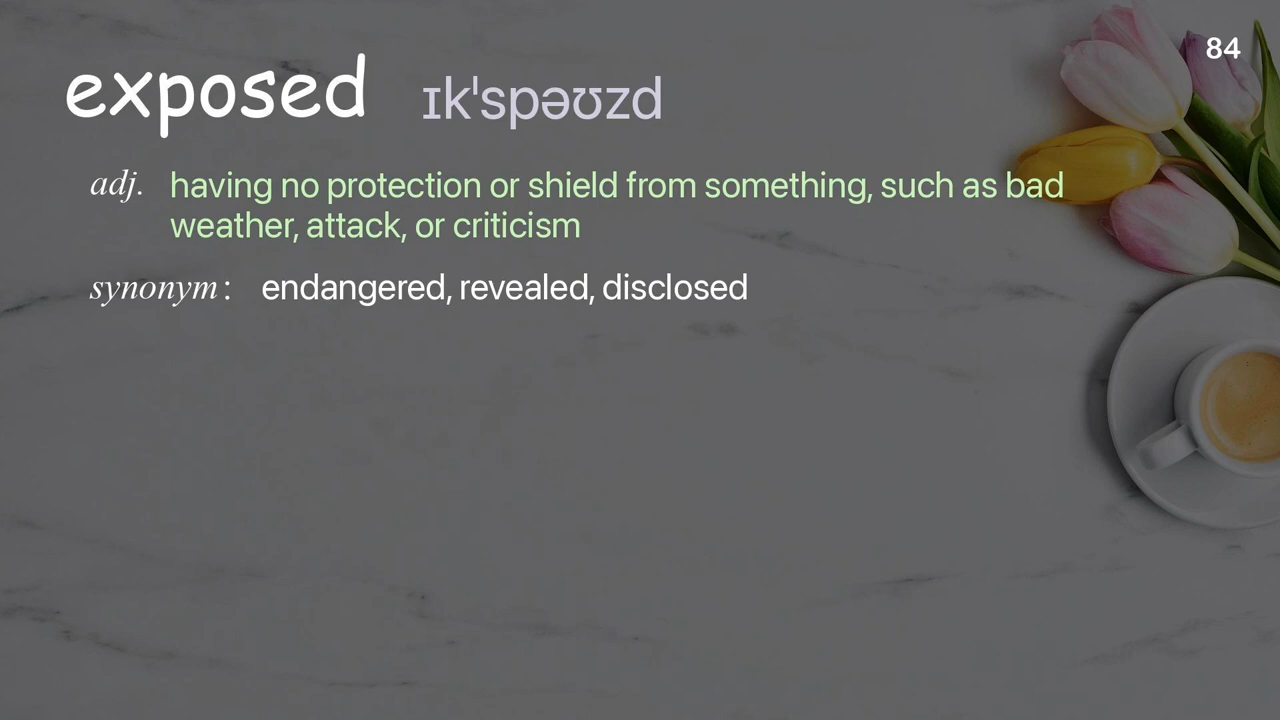 84
exposed ɪkˈspəʊzd
adj. having no protection or shield from something, such as bad
weather, attack, or criticism
synonym: endangered, revealed, disclosed